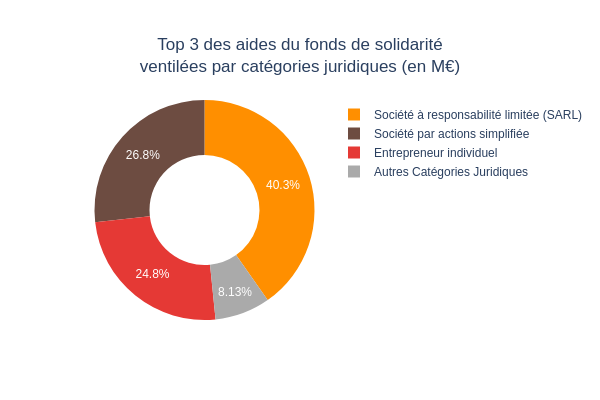 Top 3 des aides du fonds de solidarité
ventilées par catégories juridiques (en M€)
Société à responsabilité limitée (SARL)
Société par actions simplifiée
Entrepreneur individuel
Autres Catégories Juridiques
26.8%
40.3%
24.8%
8.13%